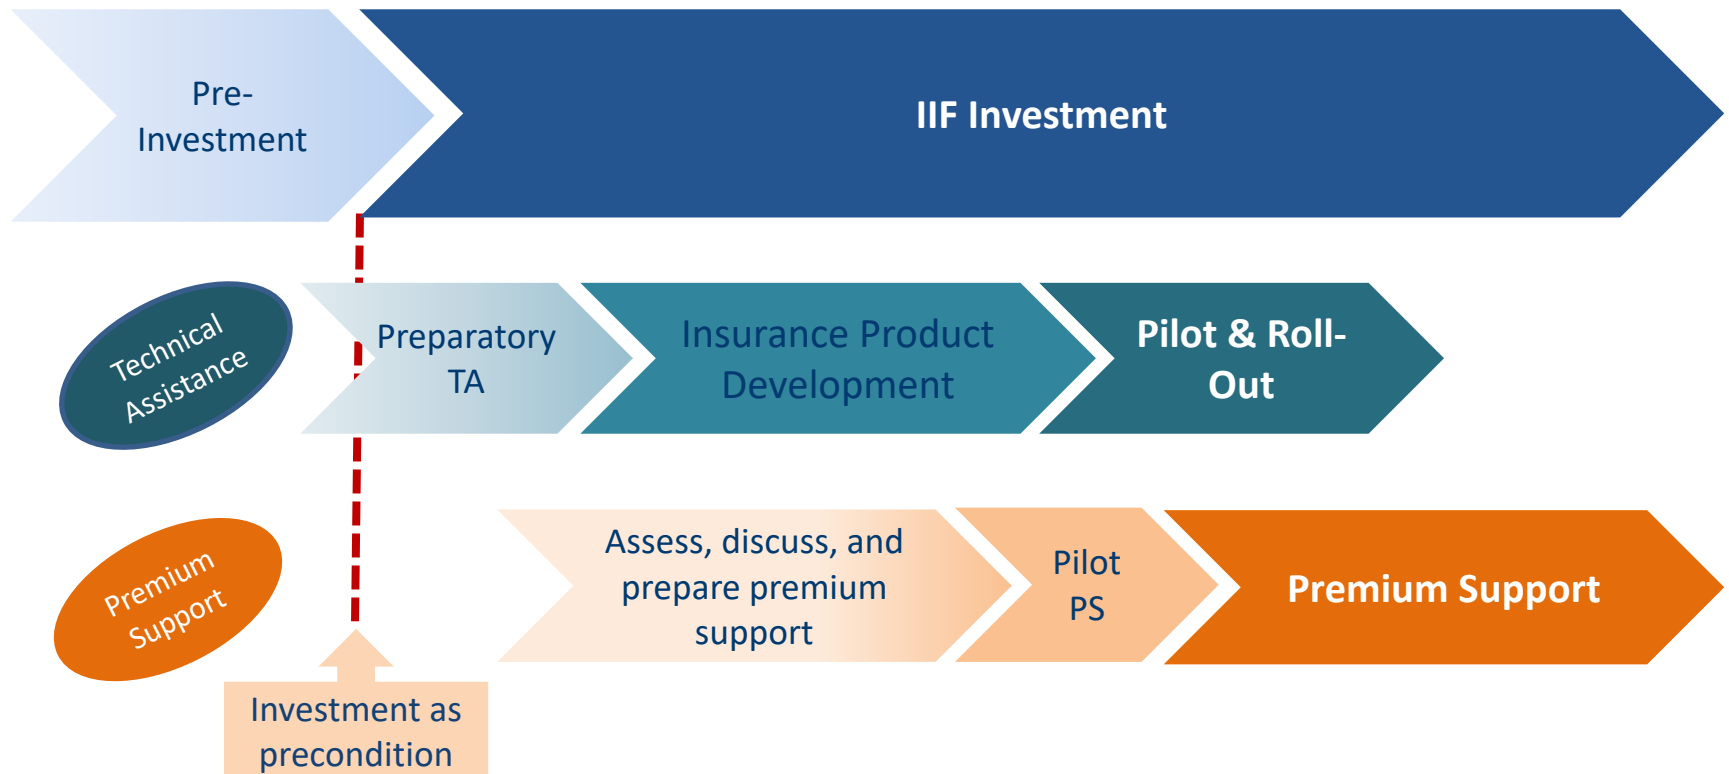 Pre-
Investment
IIF Investment
Technical
Assistance
Preparatory
TA
Insurance Product
Development
Pilot & Roll-
Out
Premium
Support
Assess, discuss, and
prepare premium
support
Pilot
PS
Premium Support
Investment as
precondition